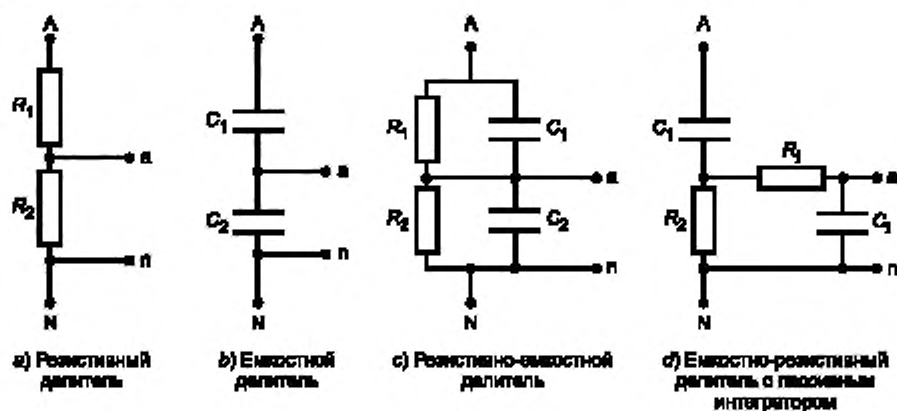 A
R₁
a
R₂
n
N
A
C₁
a
C₂
n
N
A
R₁
C₁
a
R₂
C₂
n
N
A
C₁
R₁
a
R₂
C₁
n
N
a) Резистивный
делитель
b) Емкостной
делитель
c) Резистивно-емкостной
делитель
d) Емкостно-резистивный
делитель с пассивным
интегратором